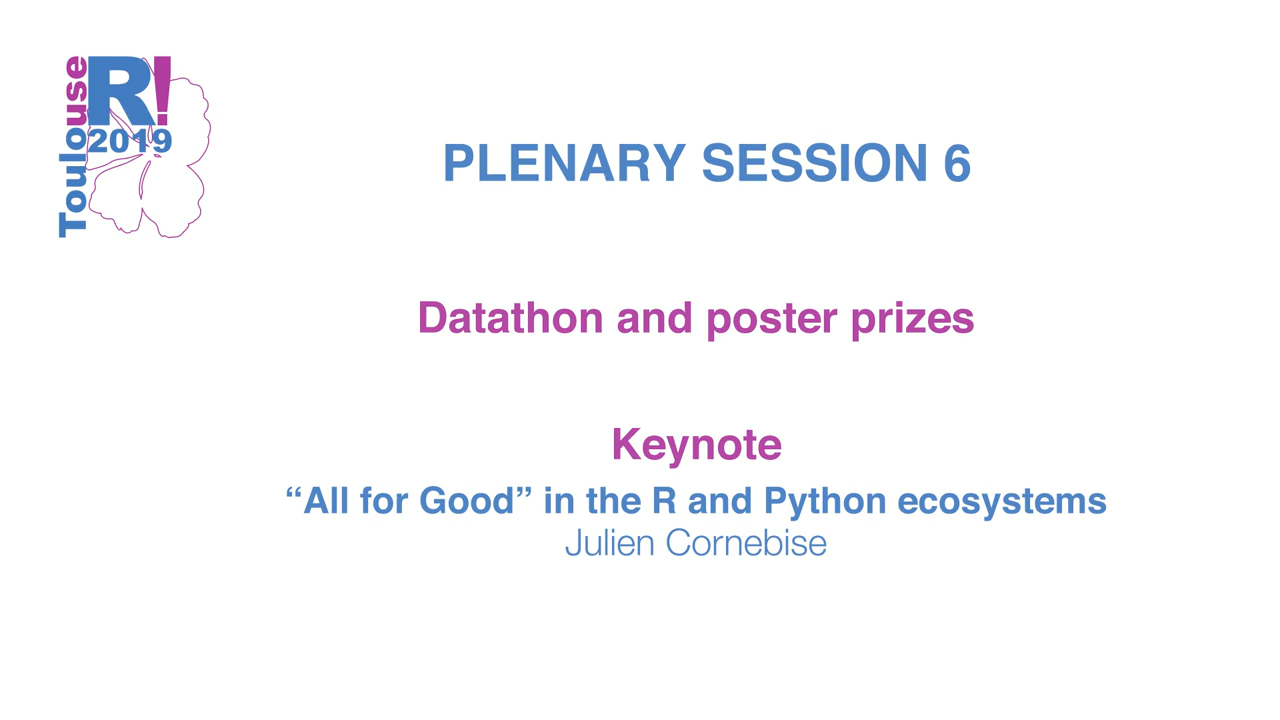 Toulouse
R!
2019
PLENARY SESSION 6
Datathon and poster prizes
Keynote
“All for Good” in the R and Python ecosystems
Julien Cornebise